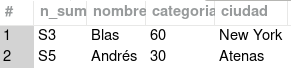 # n_sum nombre categoria ciudad
1 S3 Blas 60 New York
2 S5 Andrés 30 Atenas